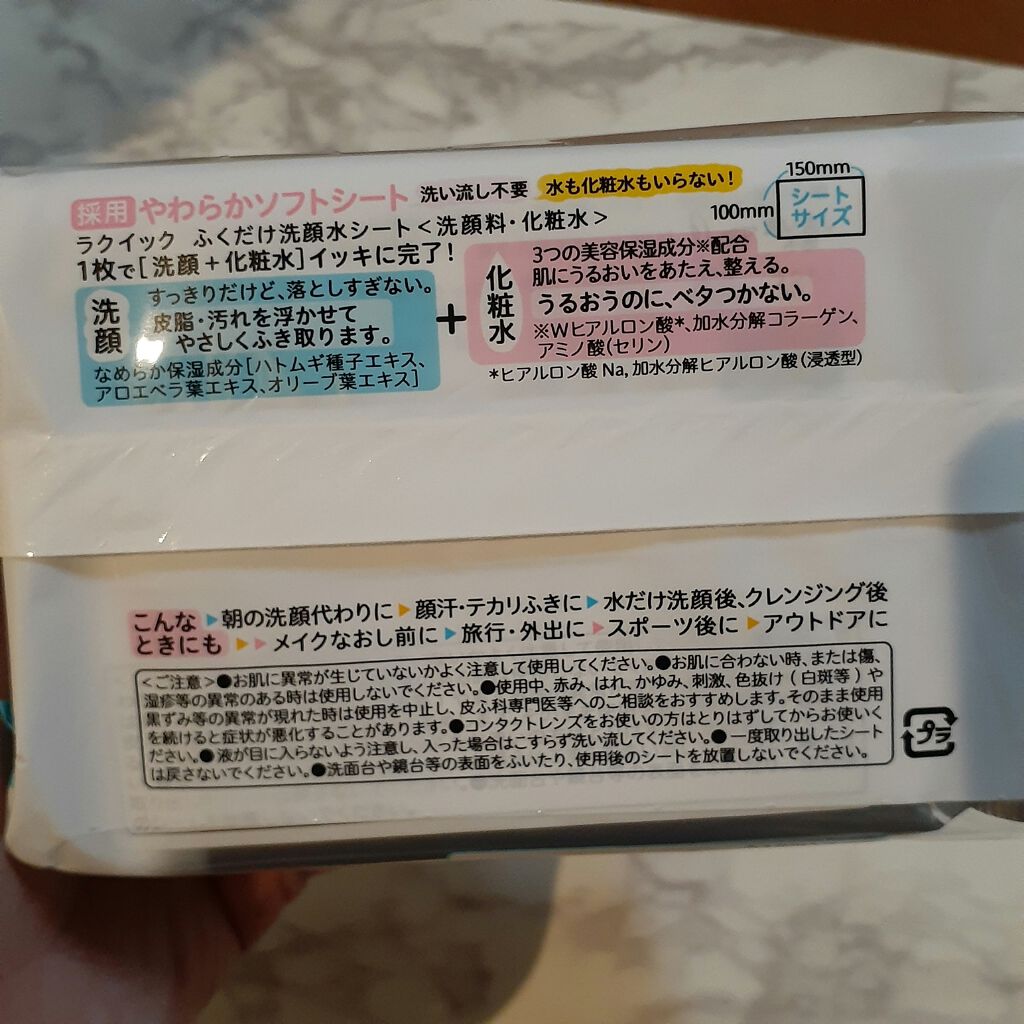 採用 やわらかソフトシート 洗い流し不要 水も化粧水もいらない!
150mm
100mm
シート
サイズ
ラクイック ふくだけ洗顔水シート<洗顔料・化粧水>
1枚で[洗顔+化粧水]イッキに完了!
洗顔
すっきりだけど、落としすぎない。
皮脂・汚れを浮かせて
やさしくふき取ります。
なめらか保湿成分[ハトムギ種子エキス、
アロエベラ葉エキス、オリーブ葉エキス]
+
化粧水
3つの美容保湿成分※配合
肌にうるおいをあたえ、整える。
うるおうのに、ベタつかない。
※Wヒアルロン酸*、加水分解コラーゲン、
アミノ酸(セリン)
*ヒアルロン酸 Na, 加水分解ヒアルロン酸(浸透型)
こんな
ときにも
▶朝の洗顔代わりに▶顔汗・テカリふきに▶水だけ洗顔後、クレンジング後
▶▶メイクなおし前に▶旅行・外出に▶スポーツ後に▶アウトドアに
<ご注意>●お肌に異常が生じていないかよく注意して使用してください。●お肌に合わない時、または傷、
湿疹等の異常のある時は使用しないでください。●使用中、赤み、はれ、かゆみ、刺激、色抜け(白斑等)や
黒ずみ等の異常が現れた時は使用を中止し、皮ふ科専門医等へのご相談をおすすめします。そのまま使用
を続けると症状が悪化することがあります。●コンタクトレンズをお使いの方はとりはずしてからお使いく
ださい。●液が目に入らないよう注意し、入った場合はこすらず洗い流してください。●一度取り出したシート
は戻さないでください。●洗面台や鏡台等の表面をふいたり、使用後のシートを放置しないでください。
プラ